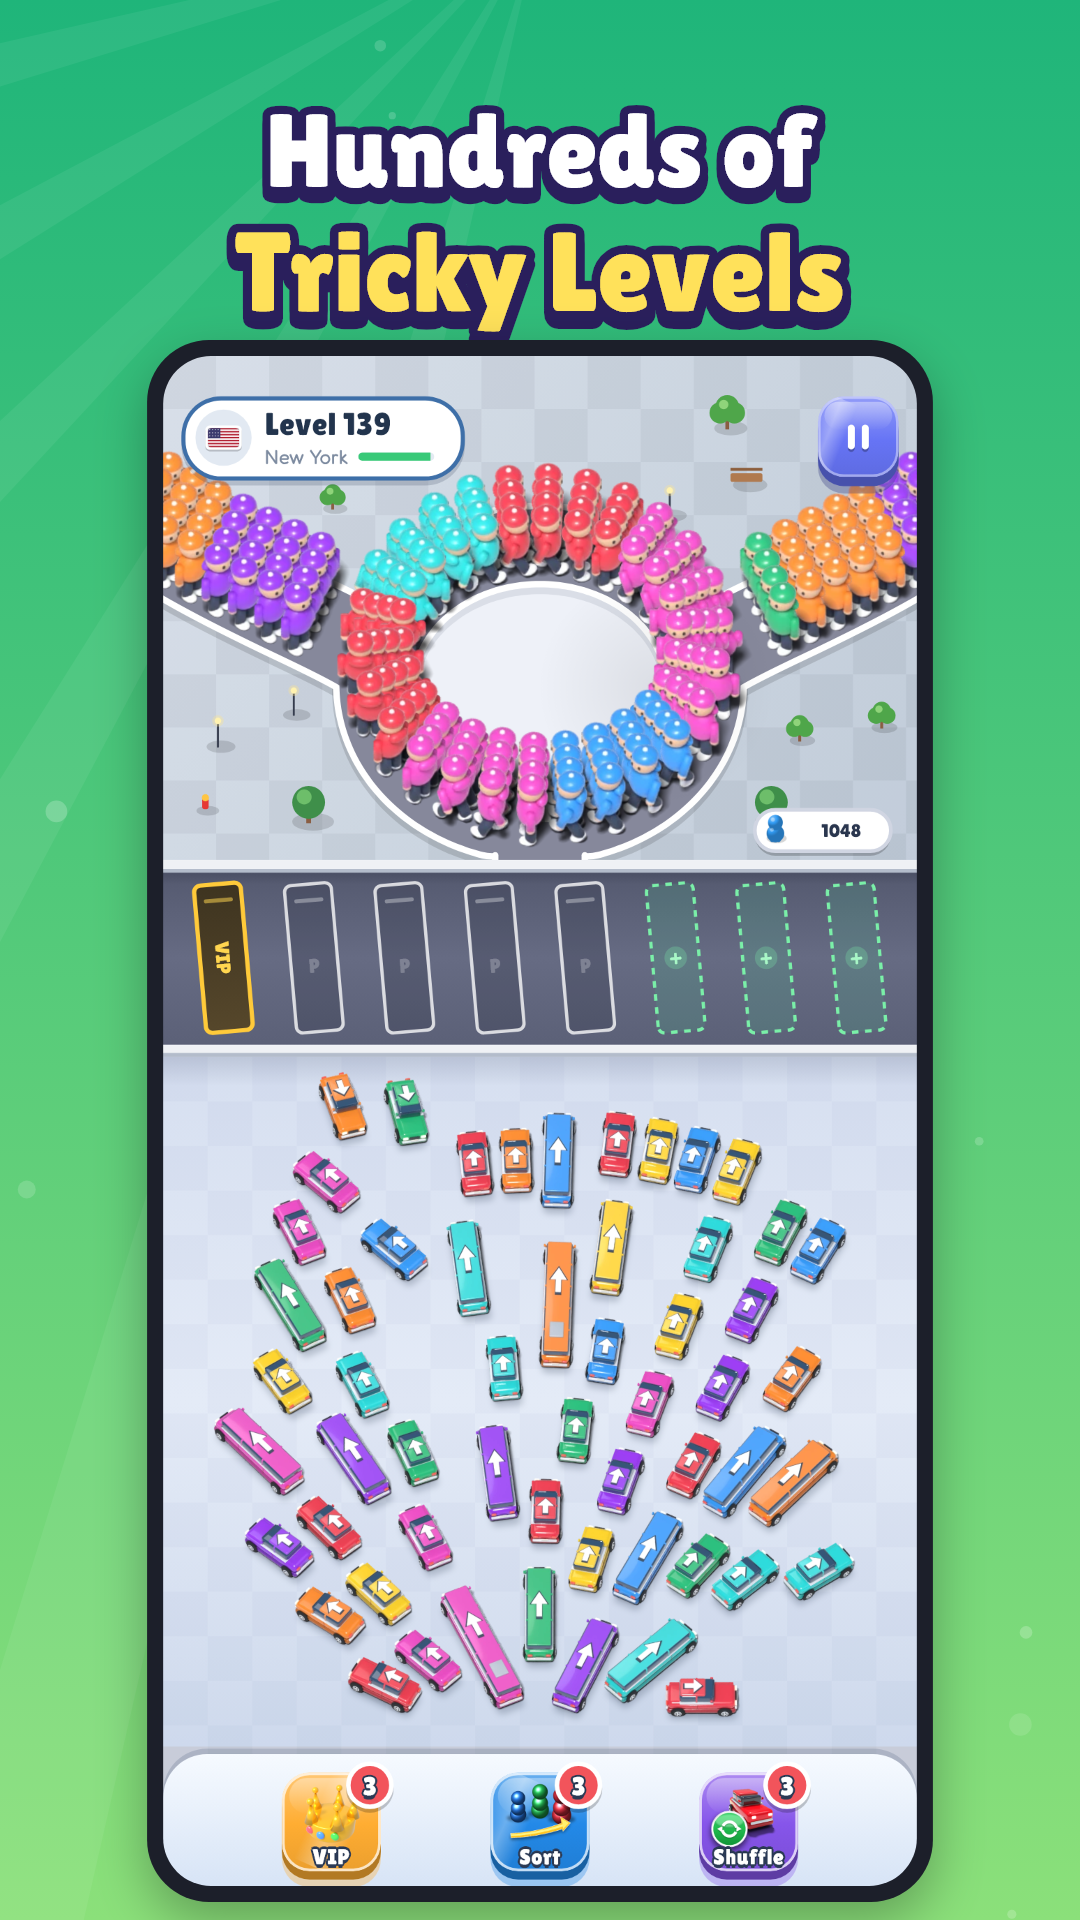 Hundreds of
Tricky Levels
Level 139
New York
1048
VIP
P
P
P
P
3
3
3
VIP
Sort
Shuffle